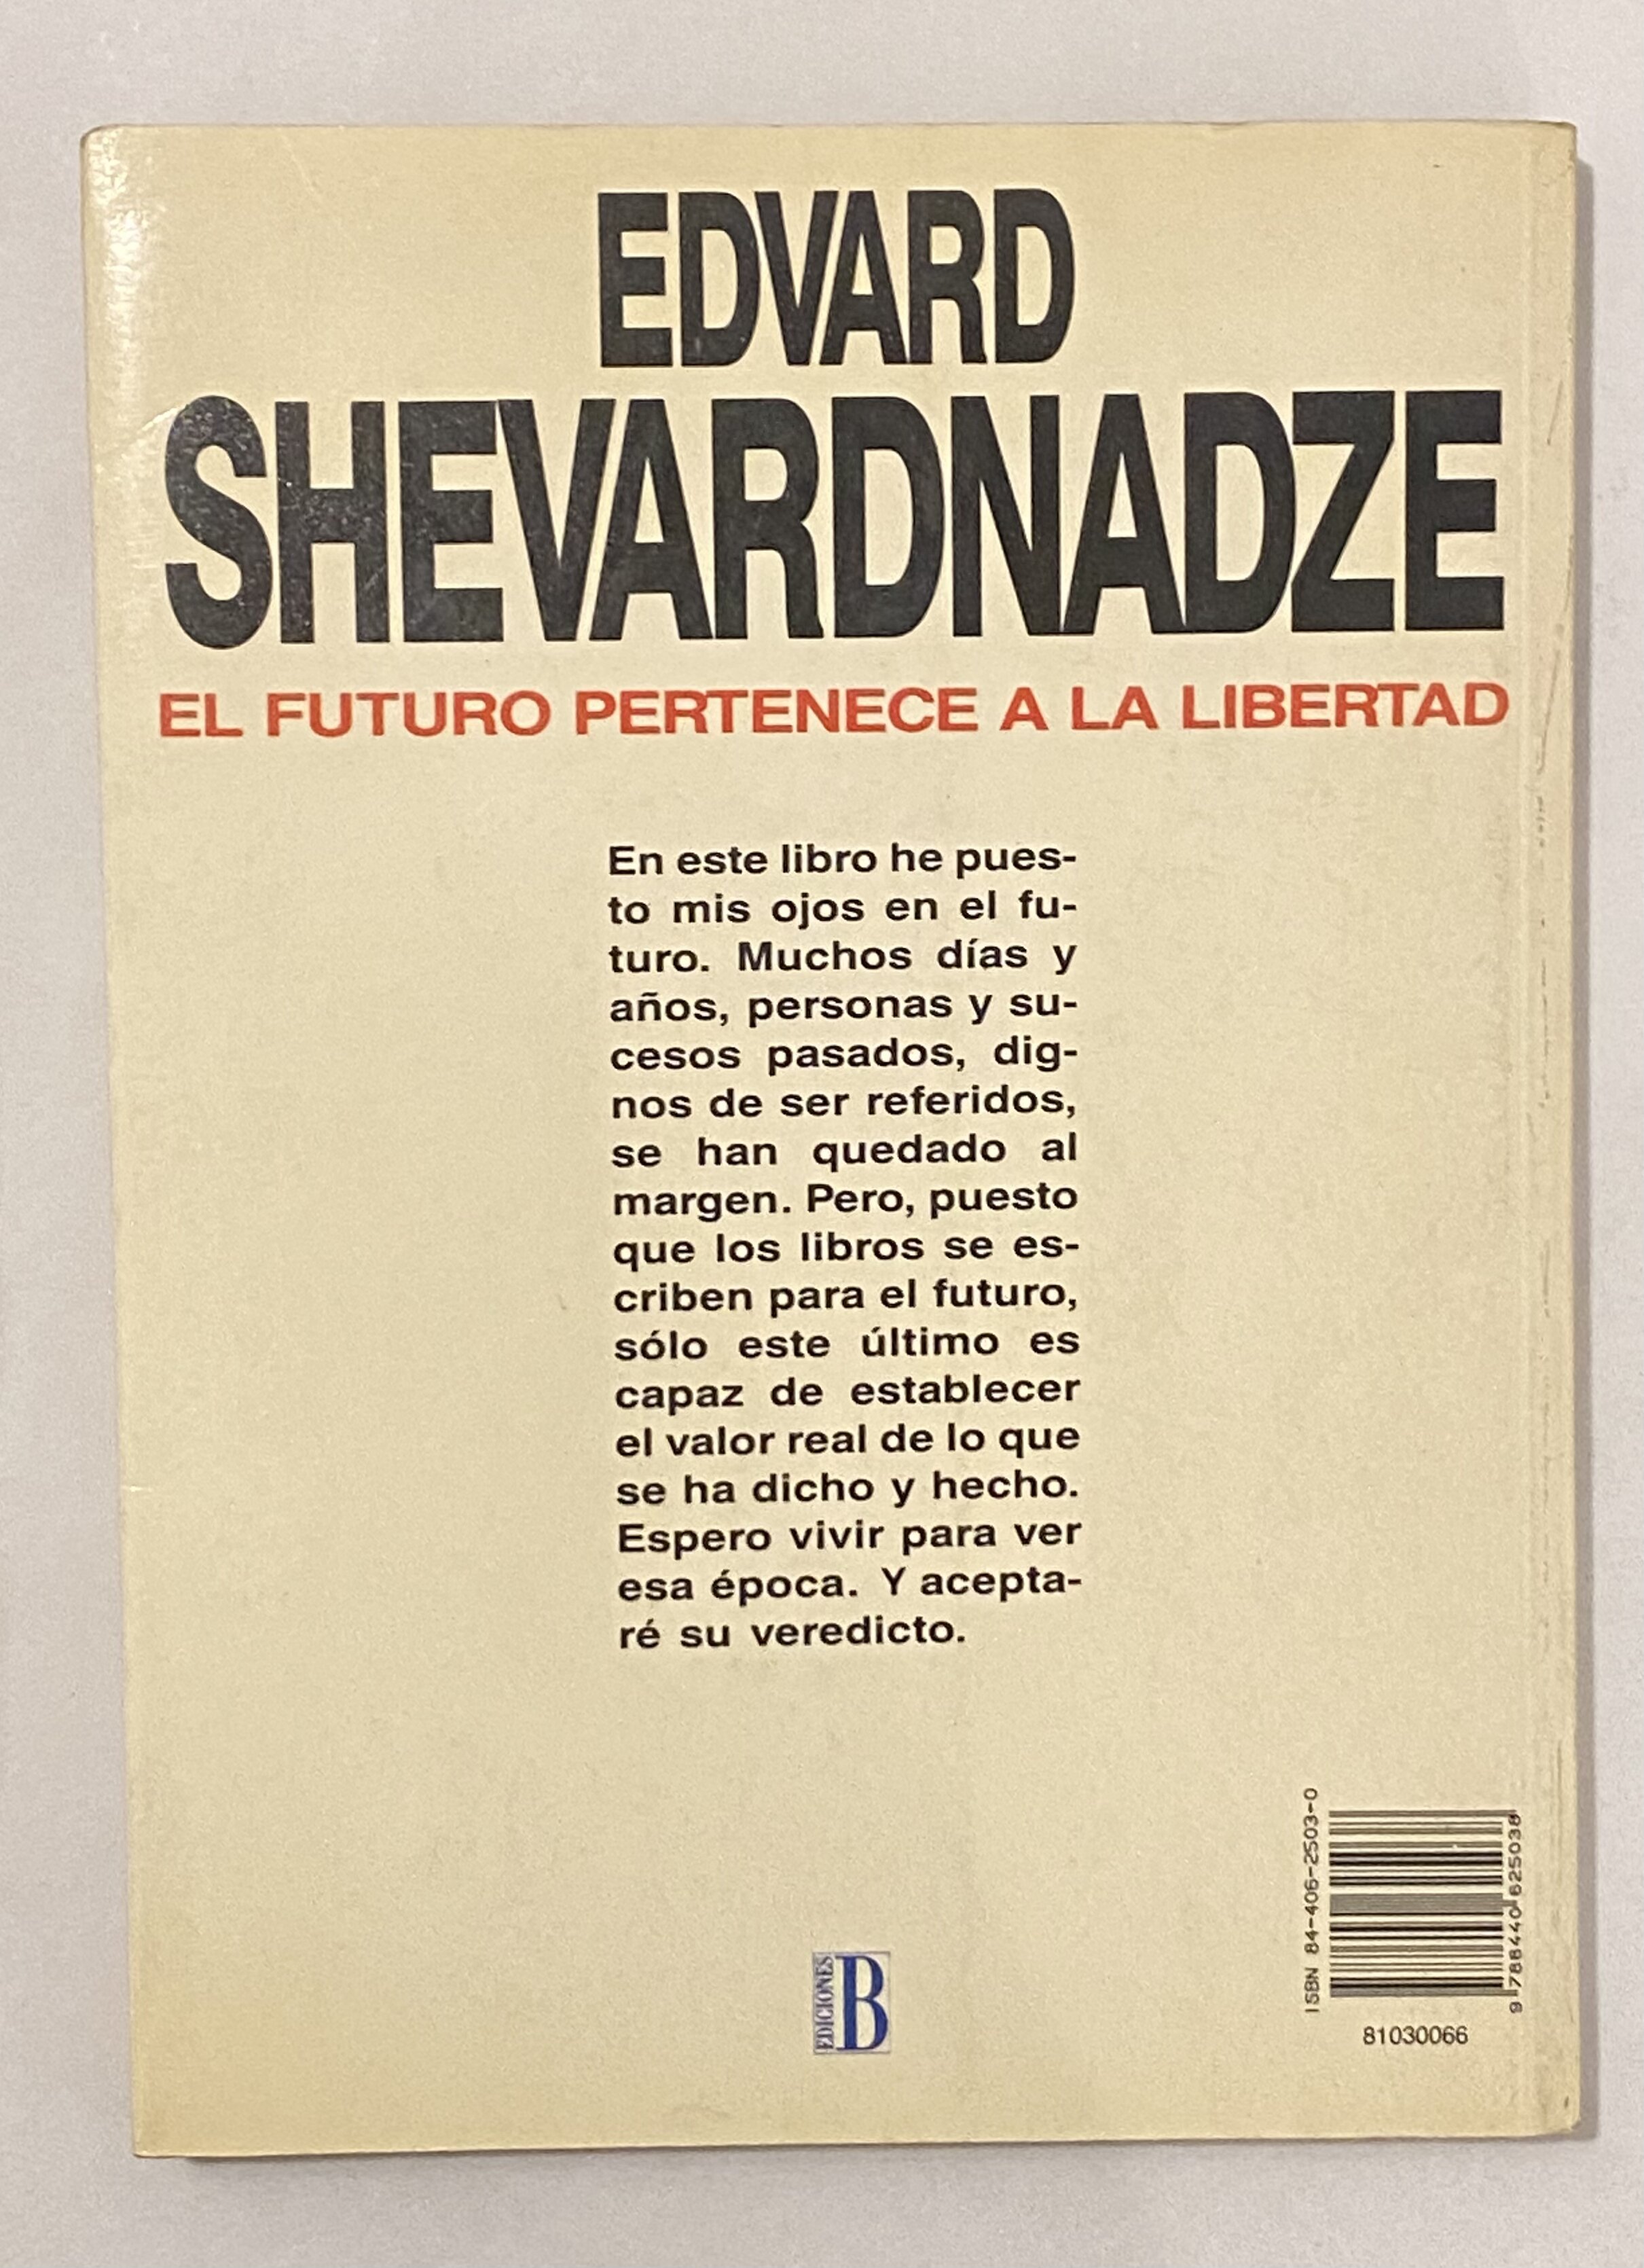 EDVARD
SHEVARDNADZE
EL FUTURO PERTENECE A LA LIBERTAD
En este libro he pues-
to mis ojos en el fu-
turo. Muchos días y
años, personas y su-
cesos pasados, dig-
nos de ser referidos,
se han quedado al
margen. Pero, puesto
que los libros se es-
criben para el futuro,
sólo este último es
capaz de establecer
el valor real de lo que
se ha dicho y hecho.
Espero vivir para ver
esa época. Y acepta-
ré su veredicto.
EDICIONES B
ISBN 84-406-2503-0
9 788440 625038
81030066